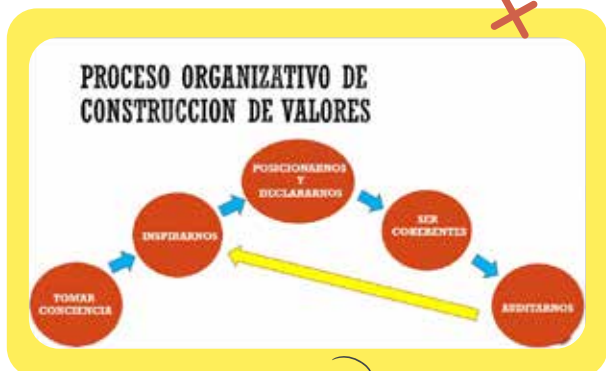 PROCESO ORGANIZATIVO DE
CONSTRUCCION DE VALORES
TOMAR
CONCIENCIA
INSPIRARNOS
POSICIONARNOS
Y
DECLARARNOS
SER
COHERENTES
AUDITARNOS